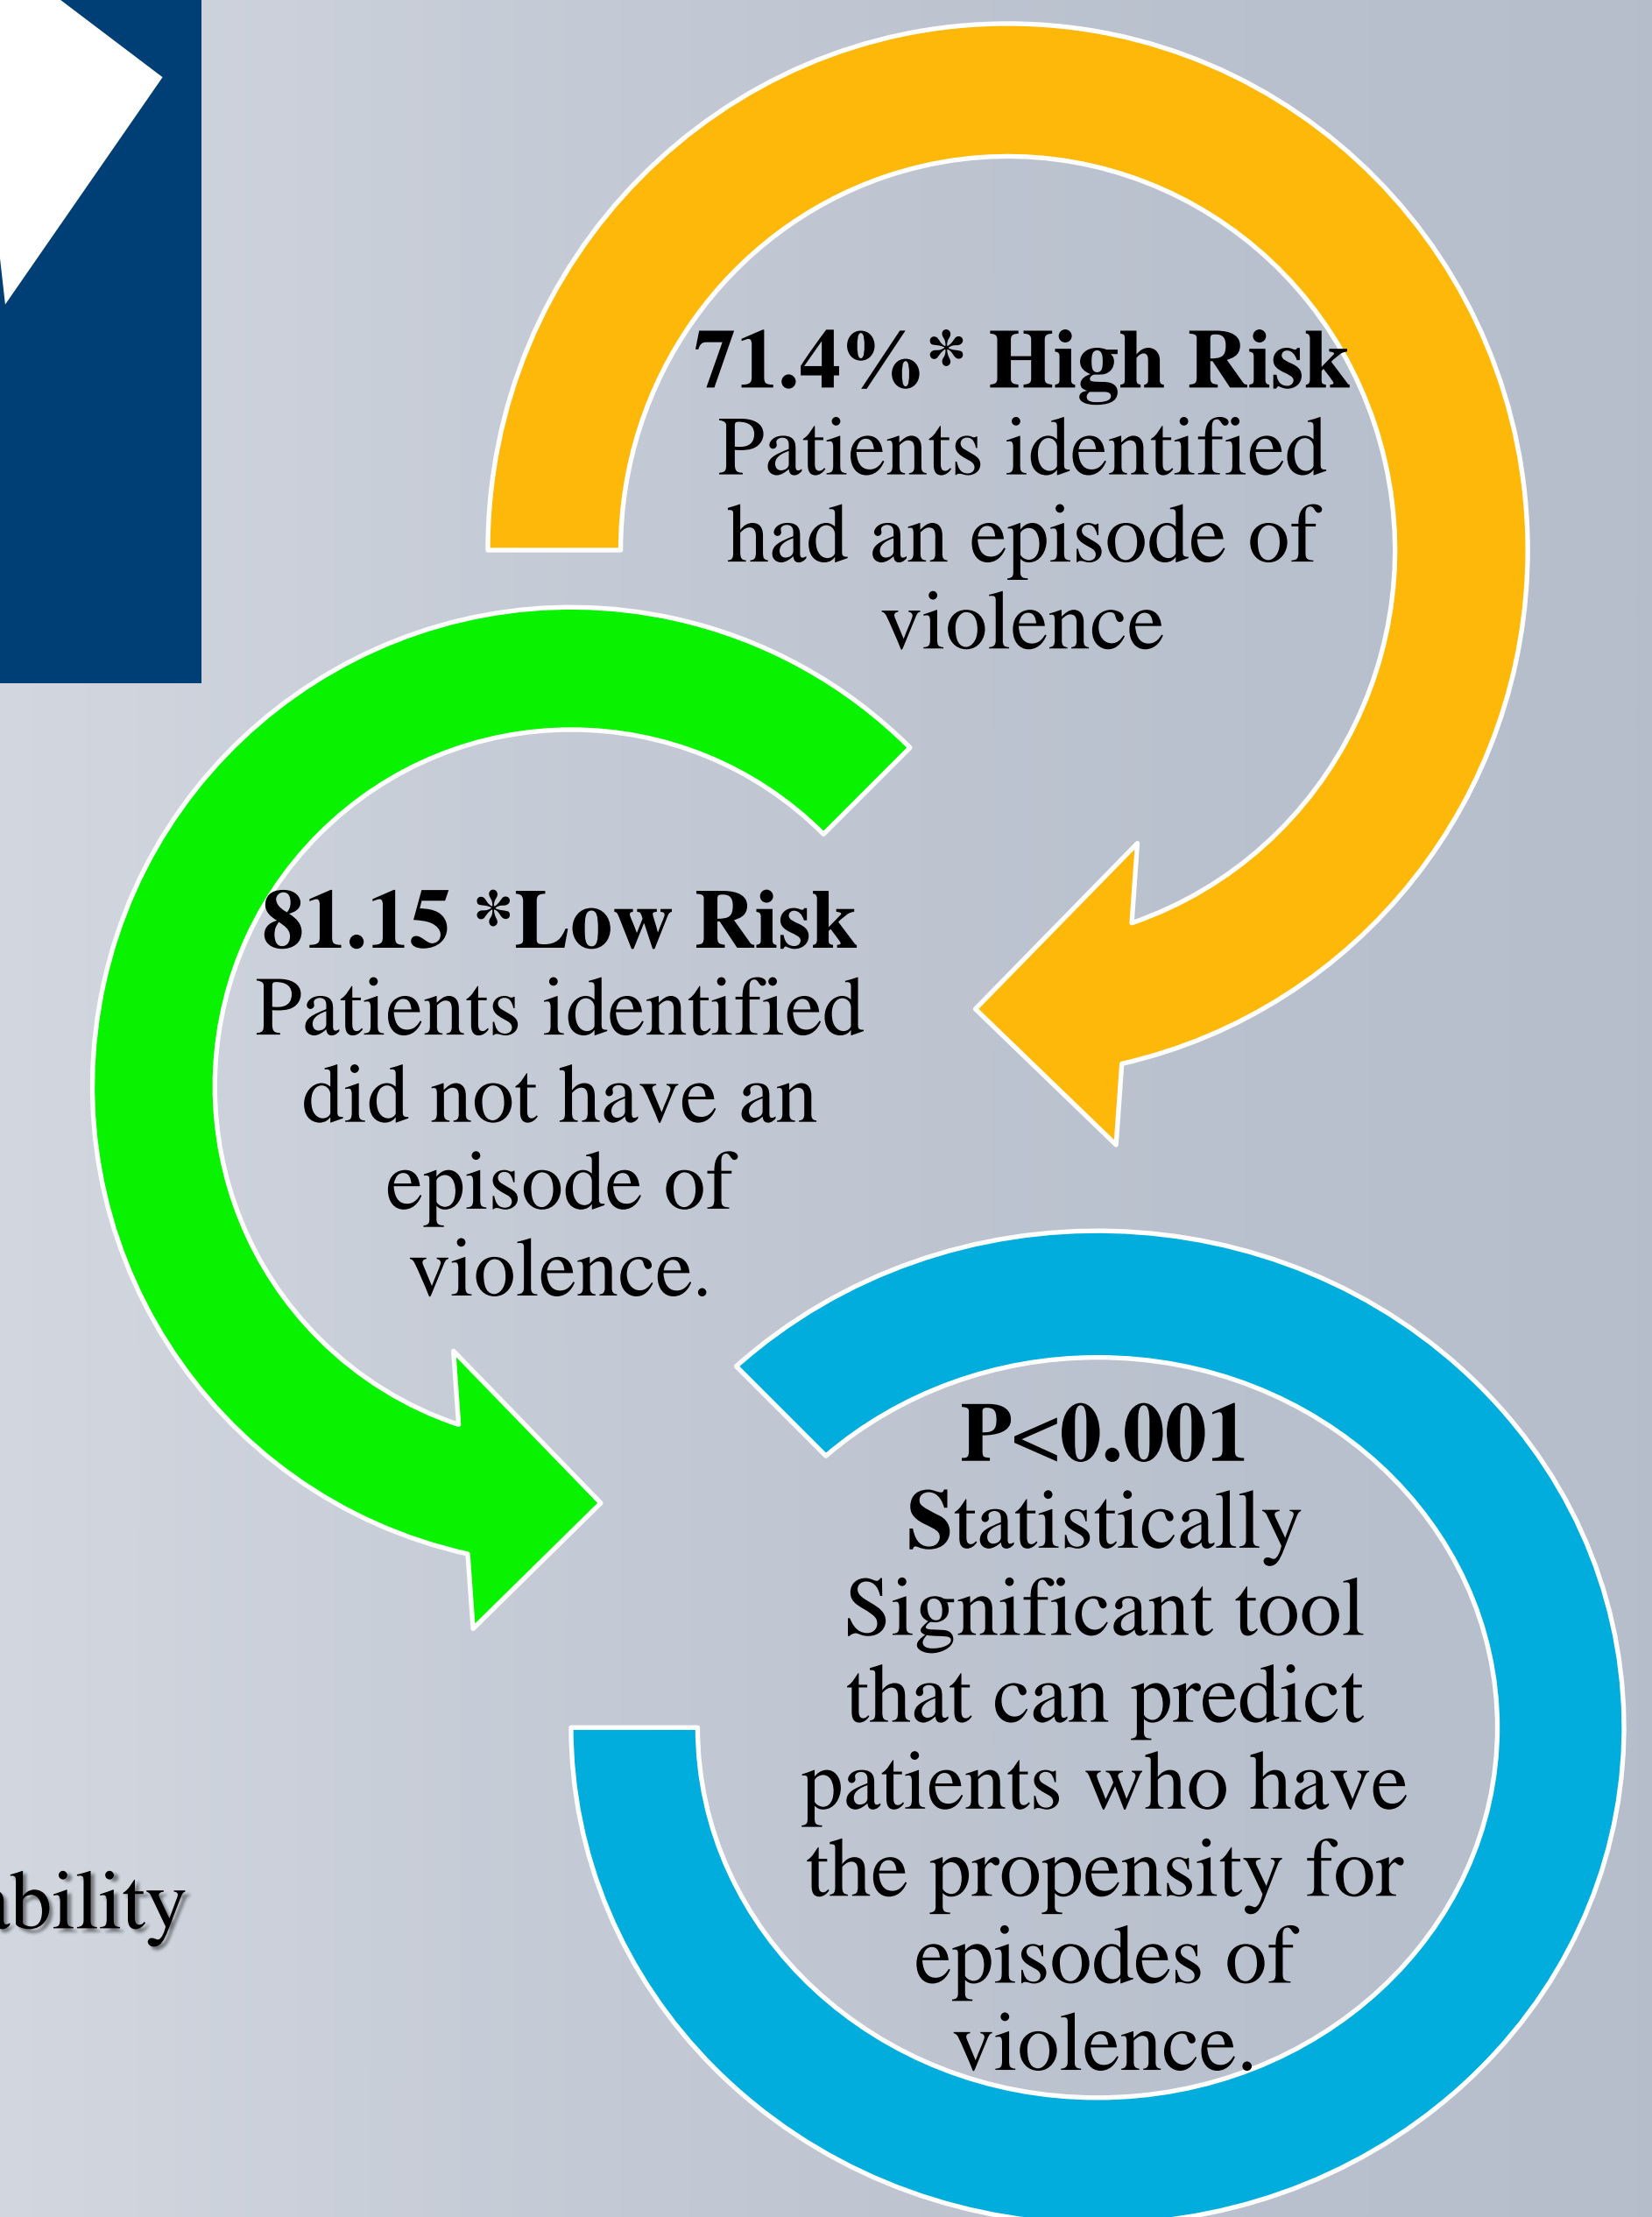 71.4%* High Risk
Patients identified
had an episode of
violence
81.15 *Low Risk
Patients identified
did not have an
episode of
violence.
P<0.001
Statistically
Significant tool
that can predict
patients who have
the propensity for
episodes of
violence.
ability